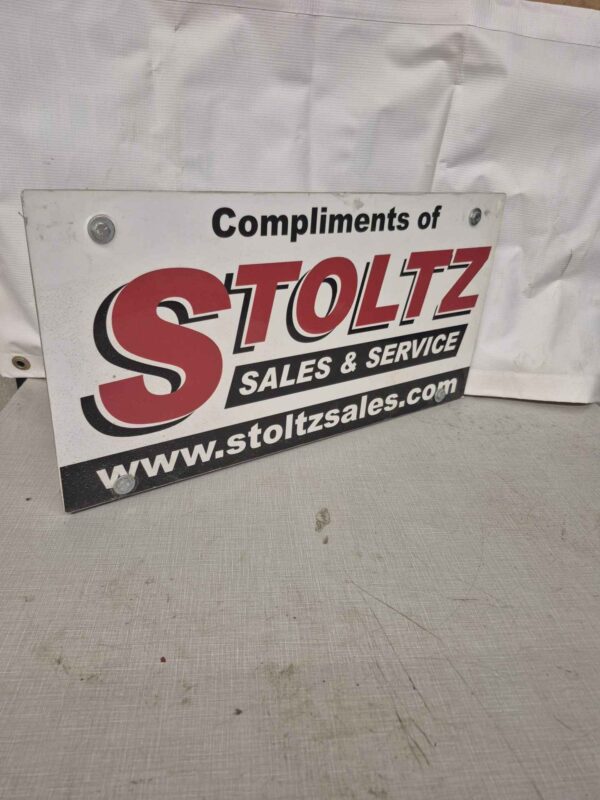 Compliments of
STOLTZ
SALES & SERVICE
www.stoltzsales.com